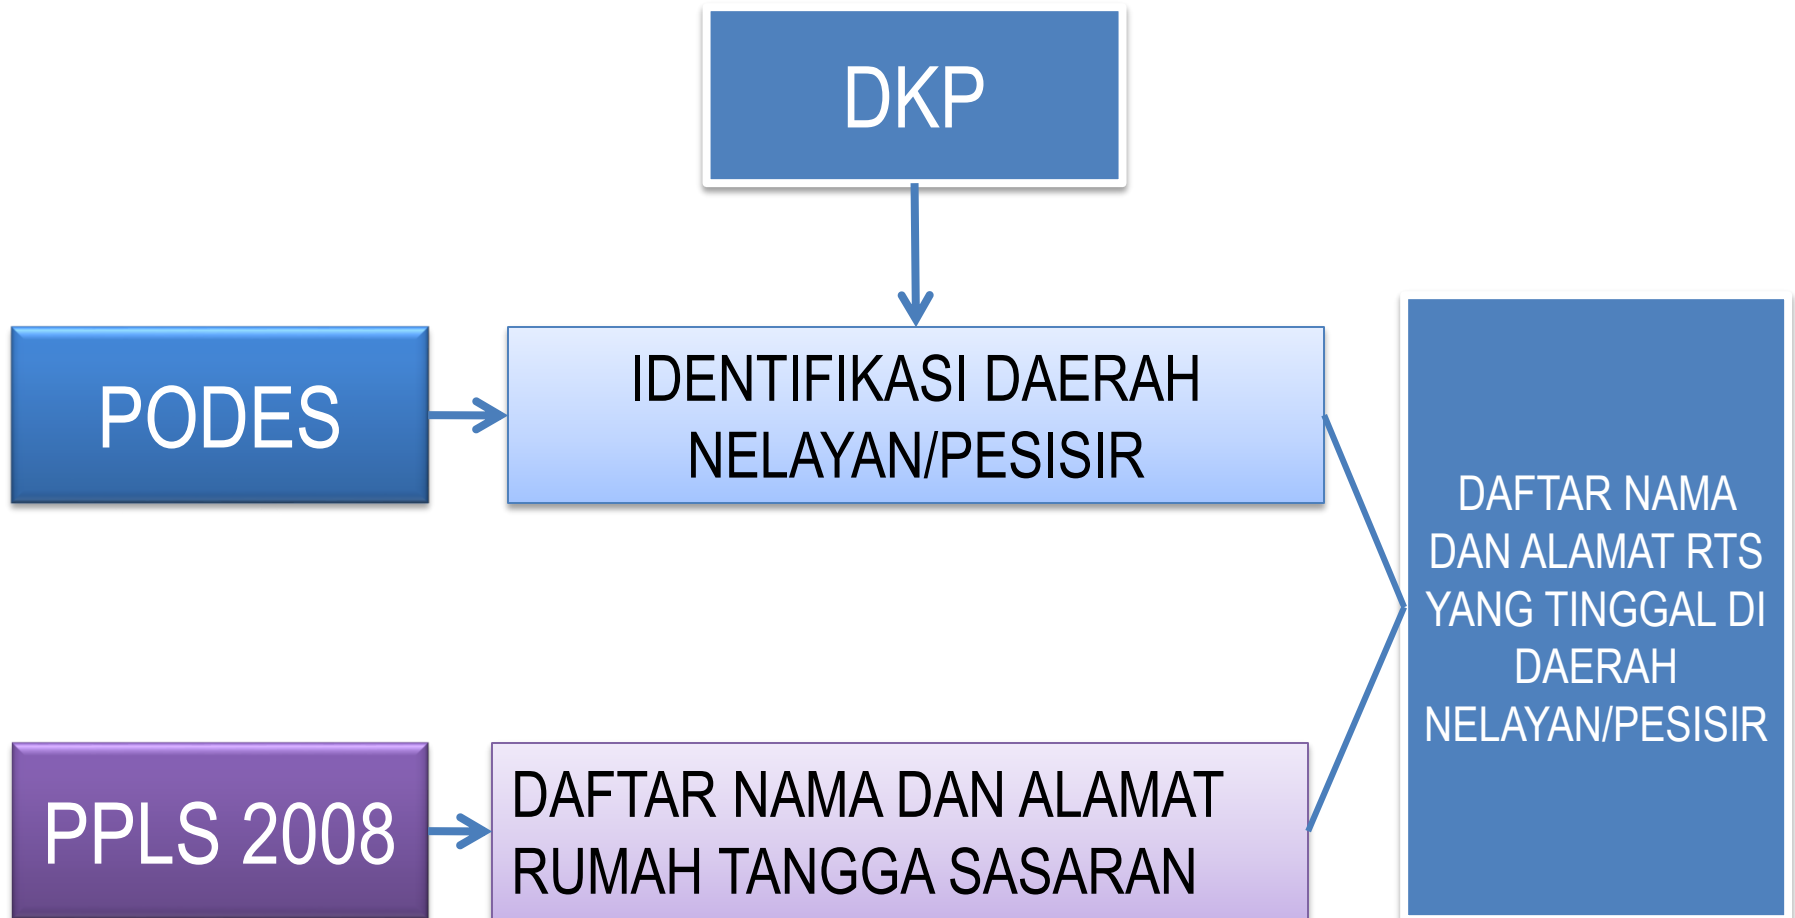 DKP
PODES
IDENTIFIKASI DAERAH
NELAYAN/PESISIR
PPLS 2008
DAFTAR NAMA DAN ALAMAT
RUMAH TANGGA SASARAN
DAFTAR NAMA
DAN ALAMAT RTS
YANG TINGGAL DI
DAERAH
NELAYAN/PESISIR